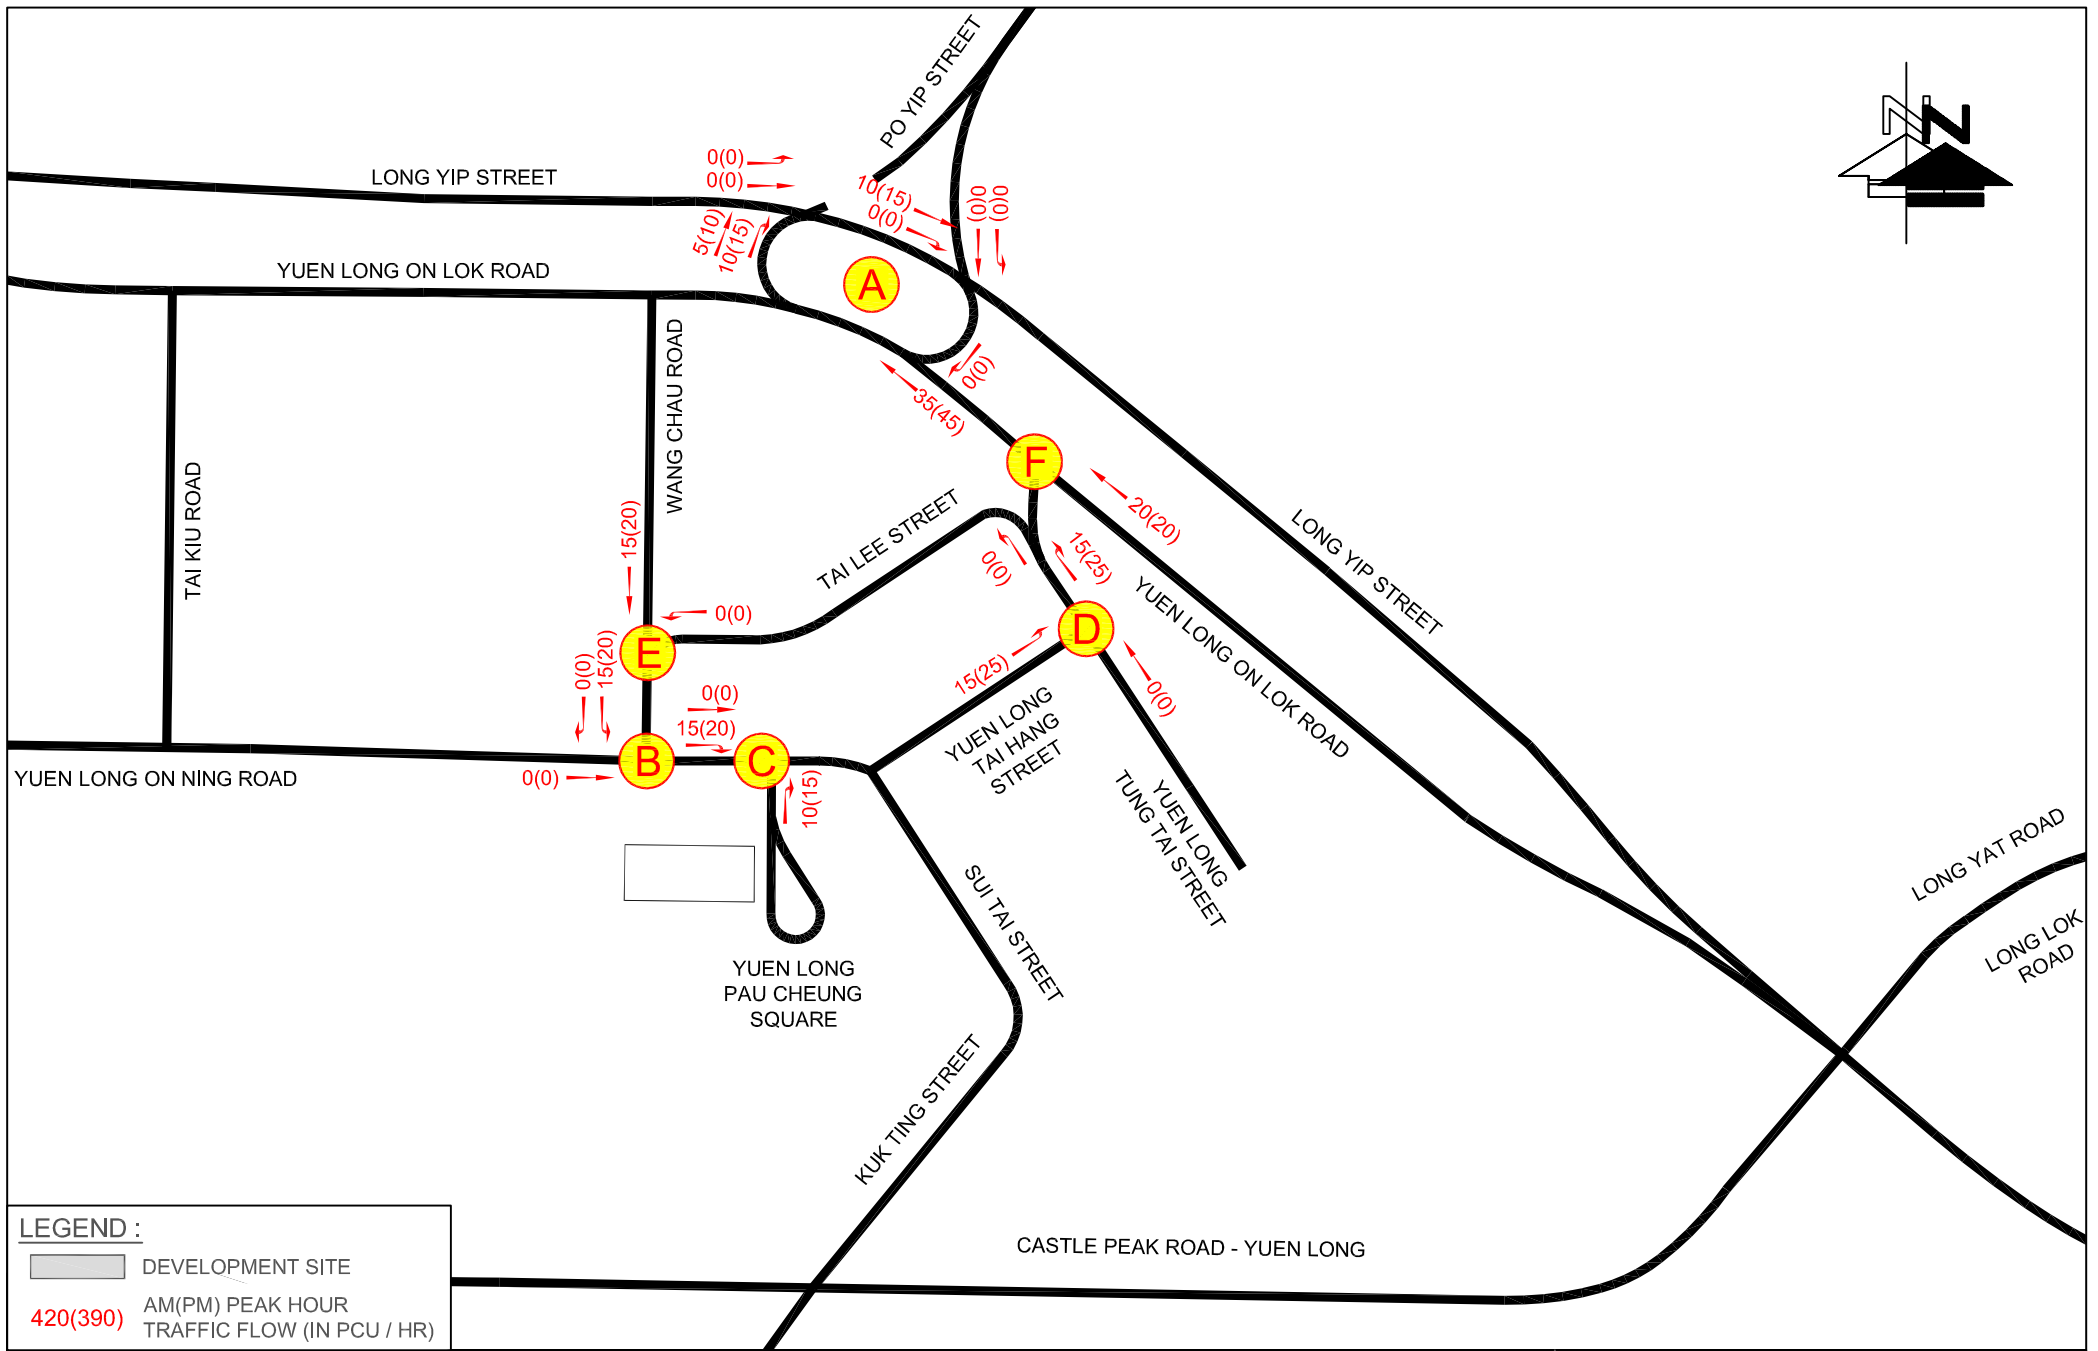 PO YIP STREET
0(0)
0(0)
LONG YIP STREET
10(15)
0(0)
0(0)
0(0)
5(10)
10(15)
N
N
YUEN LONG ON LOK ROAD
A
WANG CHAU ROAD
0(0)
35(45)
F
20(20)
TAI KIU ROAD
15(20)
TAI LEE STREET
0(0)
15(25)
LONG YIP STREET
YUEN LONG ON LOK ROAD
0(0)
E
D
0(0)
15(20)
15(25)
0(0)
0(0)
15(20)
B
C
0(0)
10(15)
YUEN LONG ON NING ROAD
YUEN LONG
TAI HANG
STREET
YUEN LONG
TUNG TAI STREET
SUI TAI STREET
LONG YAT ROAD
LONG LOK
ROAD
YUEN LONG
PAU CHEUNG
SQUARE
KUK TING STREET
CASTLE PEAK ROAD - YUEN LONG
LEGEND :
DEVELOPMENT SITE
420(390)
AM(PM) PEAK HOUR
TRAFFIC FLOW (IN PCU / HR)